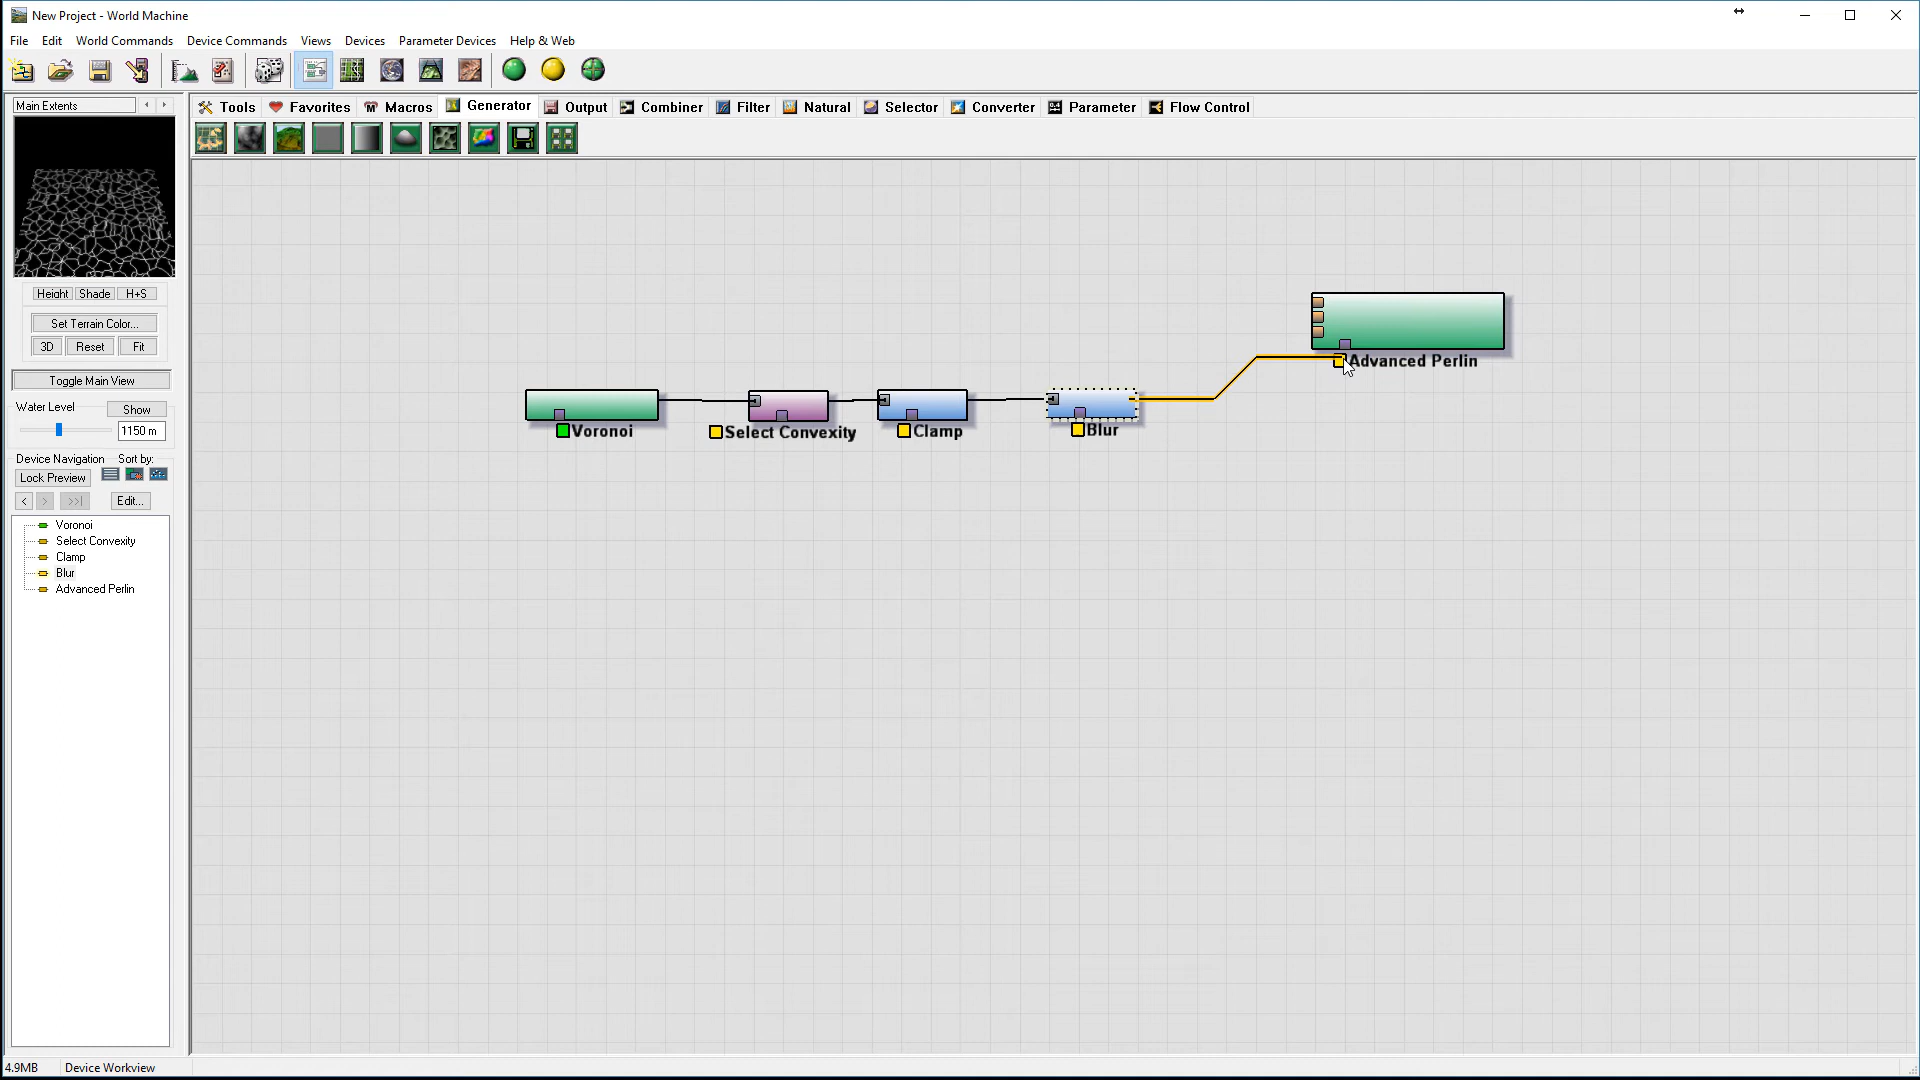 New Project - World Machine
File Edit World Commands Device Commands Views Devices Parameter Devices Help & Web
Main Extents
Tools Favorites Macros Generator Output Combiner Filter Natural Selector Converter Parameter Flow Control
Height Shade H+S
Set Terrain Color...
3D Reset Fit
Toggle Main View
Water Level Show
1150 m
Device Navigation Sort by:
Lock Preview
< > >>| Edit...
Voronoi
Select Convexity
Clamp
Blur
Advanced Perlin
Advanced Perlin
Voronoi
Select Convexity
Clamp
Blur
4.9MB Device Workview